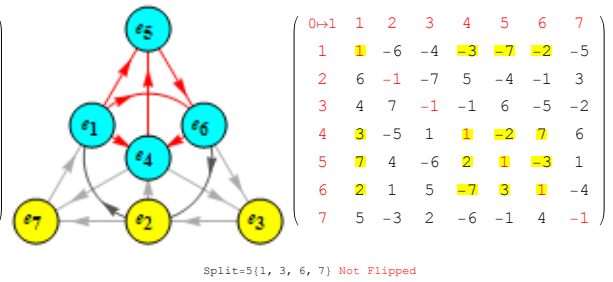 e5
e1
e6
e4
e7
e2
e3
0↦1 1 2 3 4 5 6 7
1 1 -6 -4 -3 -7 -2 -5
2 6 -1 -7 5 -4 -1 3
3 4 7 -1 -1 6 -5 -2
4 3 -5 1 1 -2 7 6
5 7 4 -6 2 1 -3 1
6 2 1 5 -7 3 1 -4
7 5 -3 2 -6 -1 4 -1
Split=5{1, 3, 6, 7} Not Flipped